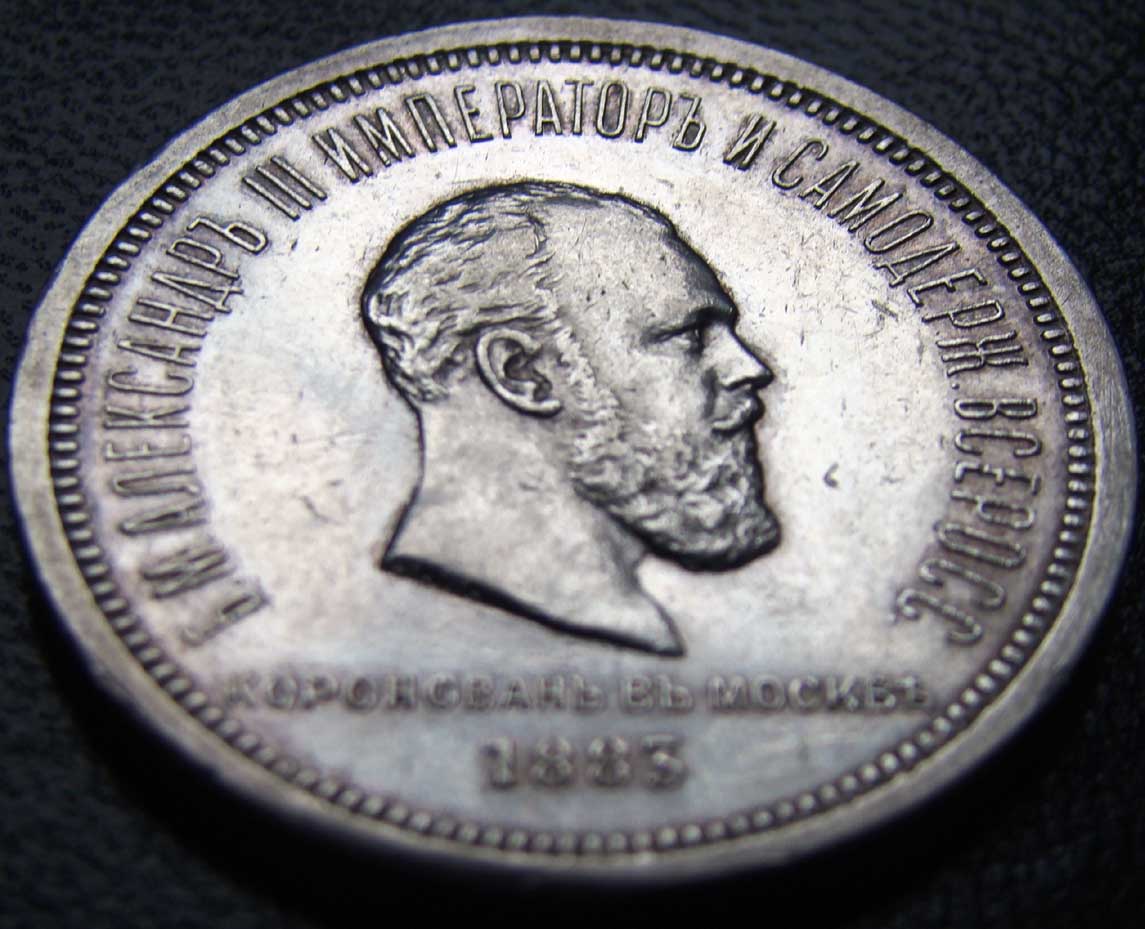 Б. М. АЛЕКСАНДРЪ III ИМПЕРАТОРЪ И САМОДЕРЖ. ВСЕРОСС.
КОРОНОВАНЪ ВЪ МОСКВѢ
1883